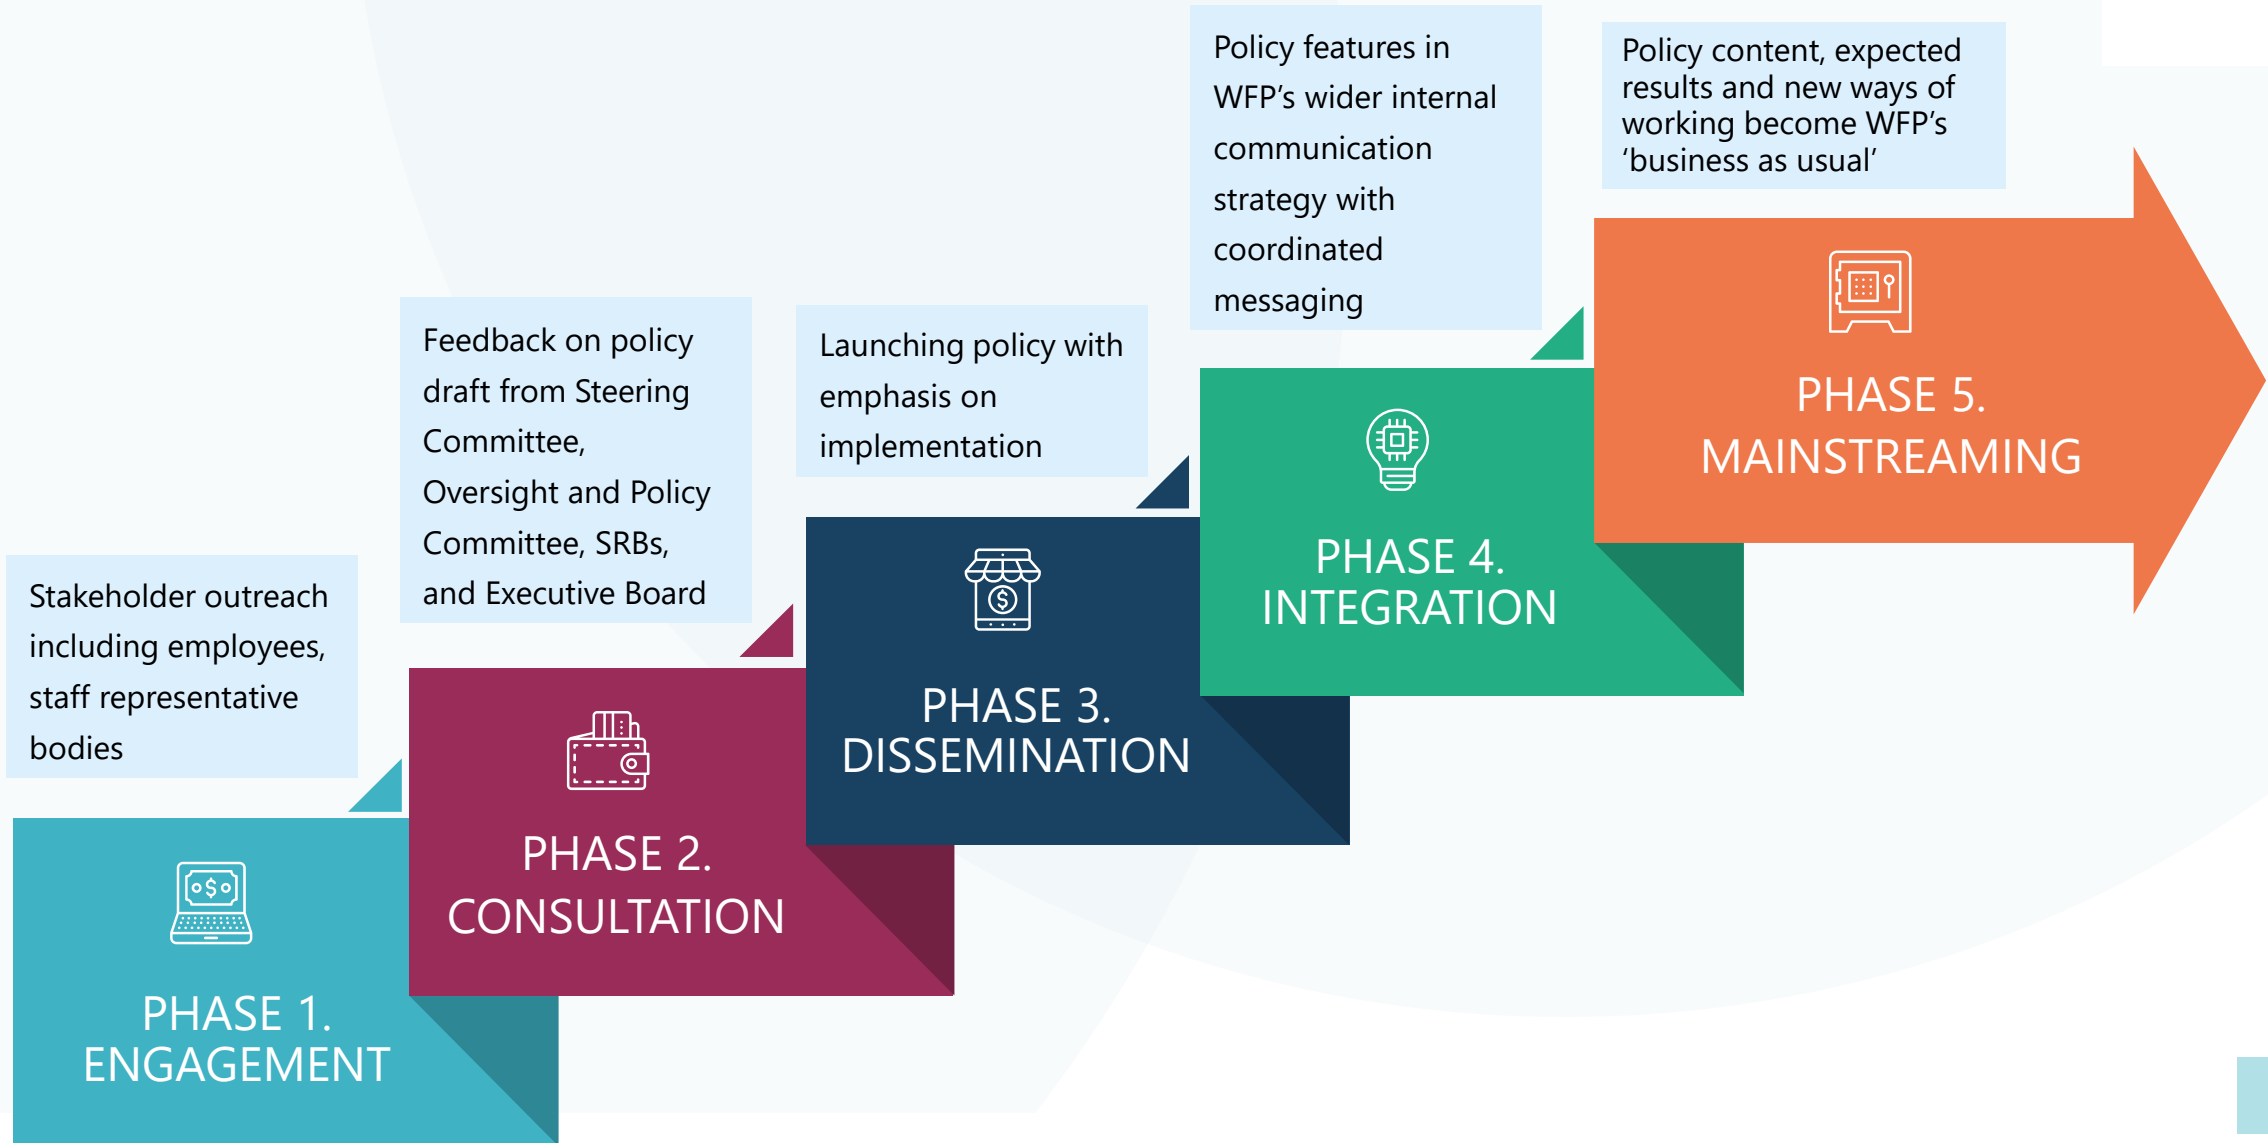 Stakeholder outreach
including employees,
staff representative
bodies
PHASE 1.
ENGAGEMENT
Feedback on policy
draft from Steering
Committee,
Oversight and Policy
Committee, SRBs,
and Executive Board
PHASE 2.
CONSULTATION
Launching policy with
emphasis on
implementation
PHASE 3.
DISSEMINATION
Policy features in
WFP’s wider internal
communication
strategy with
coordinated
messaging
PHASE 4.
INTEGRATION
Policy content, expected
results and new ways of
working become WFP’s
‘business as usual’
PHASE 5.
MAINSTREAMING